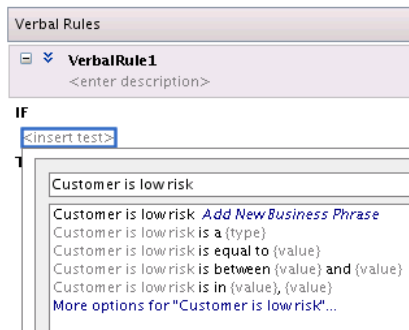 Verbal Rules
VerbalRule1
<enter description>
IF
<insert test>
T
Customer is low risk
Customer is low risk Add New Business Phrase
Customer is low risk is a {type}
Customer is low risk is equal to {value}
Customer is low risk is between {value} and {value}
Customer is low risk is in {value}, {value}
More options for "Customer is low risk"...